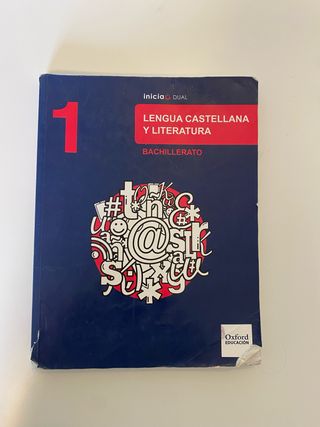 inicia DUAL
1
LENGUA CASTELLANA
Y LITERATURA
BACHILLERATO
Oxford
EDUCACIÓN